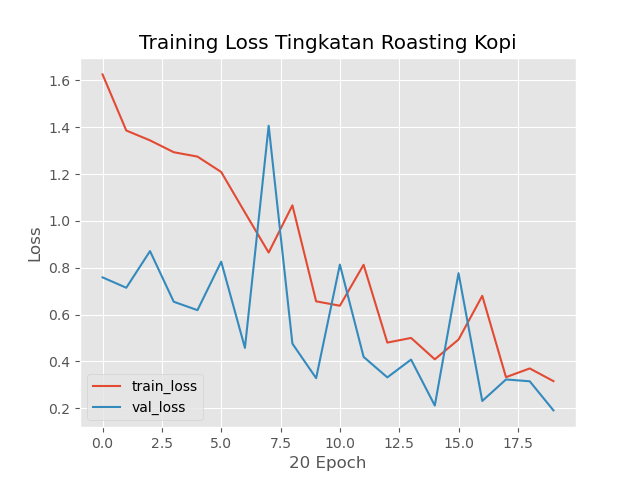 Training Loss Tingkatan Roasting Kopi
1.6
1.4
1.2
1.0
0.8
0.6
0.4
0.2
Loss
train_loss
val_loss
0.0 2.5 5.0 7.5 10.0 12.5 15.0 17.5
20 Epoch